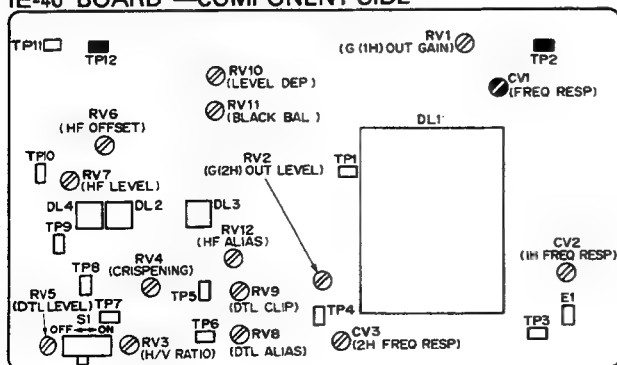 IE-40 BOARD —COMPONENT SIDE
TP11
TP12
RV1
(G (1H) OUT GAIN)
TP2
RV10
(LEVEL DEP)
CV1
(FREQ RESP)
RV11
(BLACK BAL)
RV6
(HF OFFSET)
DL1
TP10
RV7
(HF LEVEL)
RV2
(G(2H) OUT LEVEL)
TP1
DL4
DL2
DL3
TP9
RV12
(HF ALIAS)
CV2
(1H FREQ RESP)
TP8
RV4
(CRISPENING)
RV5
(DTL LEVEL)
TP7
TP5
RV9
(DTL CLIP)
TP4
E1
S1
OFF↔ON
RV3
(H/V RATIO)
TP6
RV8
(DTL ALIAS)
CV3
(2H FREQ RESP)
TP3